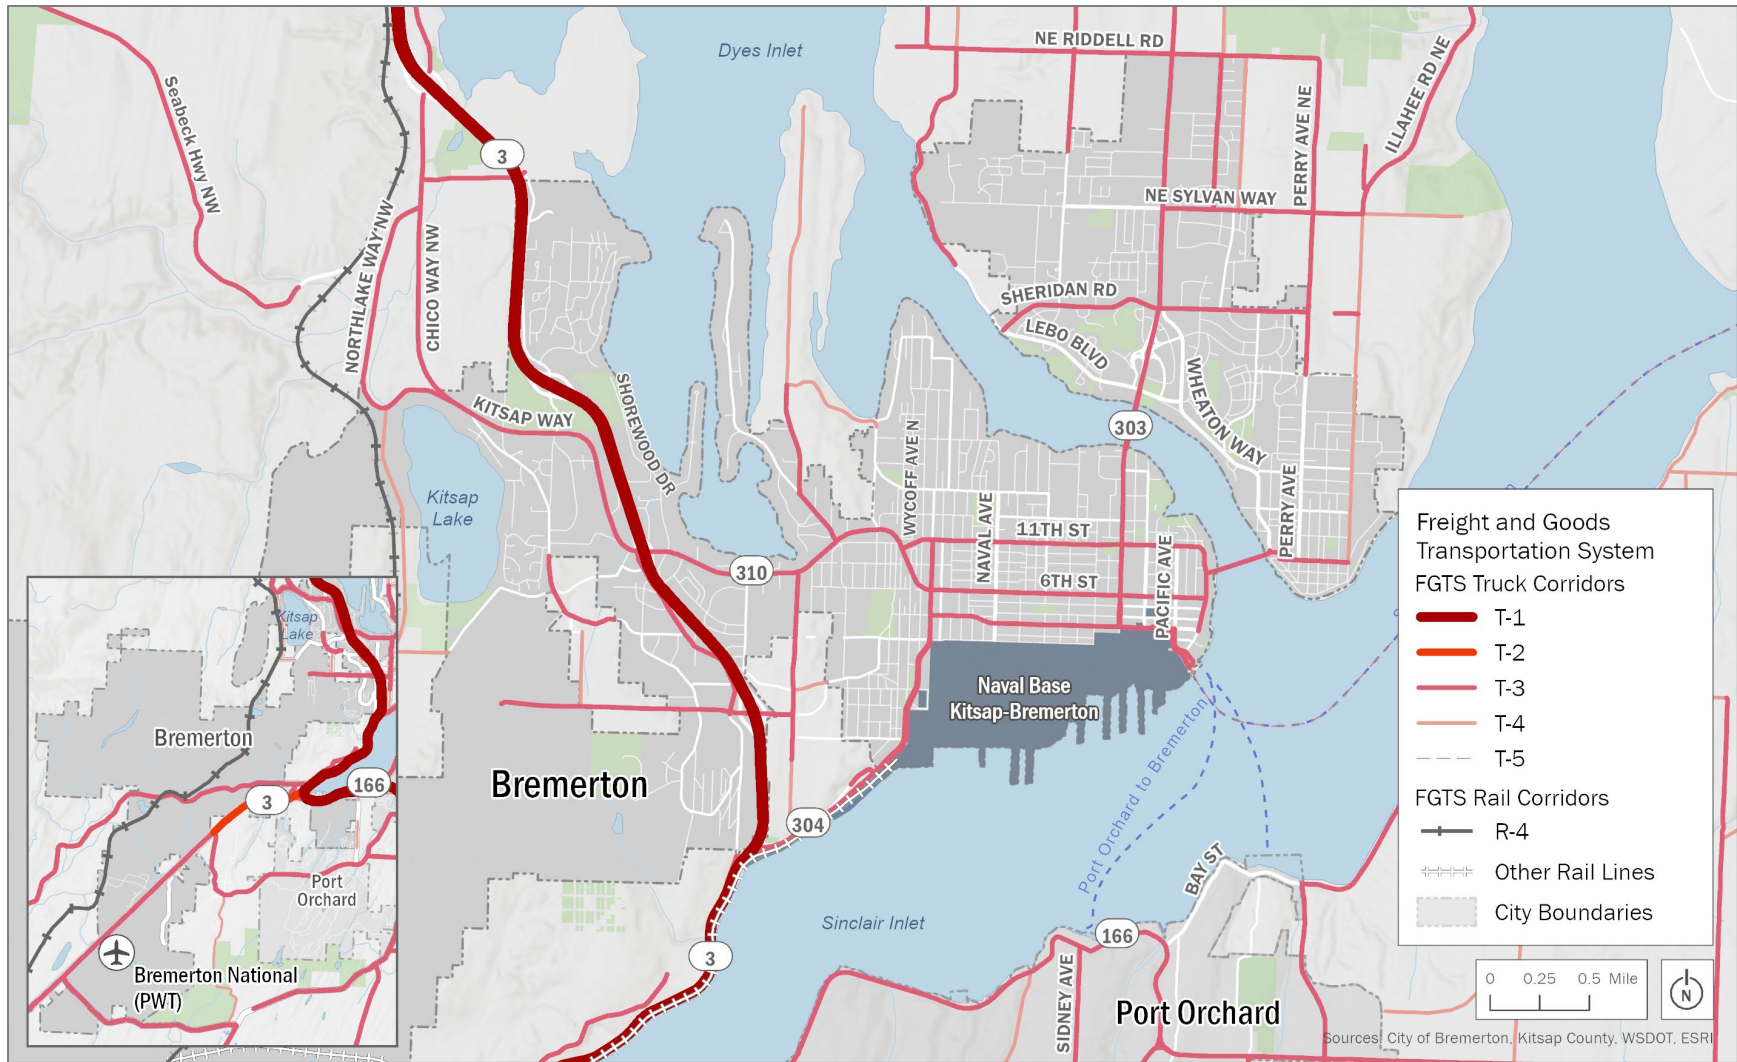 Dyes Inlet
NE RIDDELL RD
Seabeck Hwy NW
PERRY AVE NE
ILLAHEE RD NE
3
NE SYLVAN WAY
NORTHLAKE WAY NW
CHICO WAY NW
SHERIDAN RD
LEBO BLVD
KITSAP WAY
SHOREWOOD DR
WHEATON WAY
303
WYCOFF AVE N
Kitsap
Lake
NAVAL AVE
11TH ST
PACIFIC AVE
PERRY AVE
310
6TH ST
Naval Base
Kitsap-Bremerton
Bremerton
304
Port Orchard to Bremerton
BAY ST
Sinclair Inlet
3
166
SIDNEY AVE
Port Orchard
Kitsap
Lake
Bremerton
166
3
Port
Orchard
Bremerton National
(PWT)
Freight and Goods
Transportation System
FGTS Truck Corridors
T-1
T-2
T-3
T-4
T-5
FGTS Rail Corridors
R-4
Other Rail Lines
City Boundaries
0 0.25 0.5 Mile
N
Sources: City of Bremerton, Kitsap County, WSDOT, ESRI